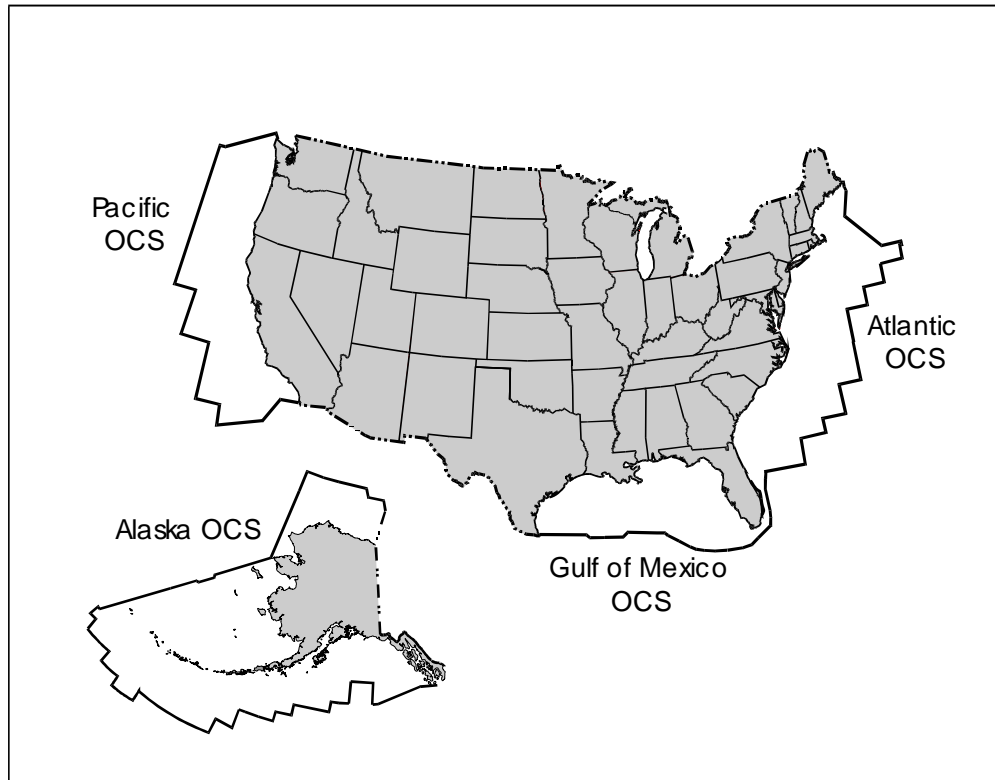 Pacific
OCS
Atlantic
OCS
Alaska OCS
Gulf of Mexico
OCS